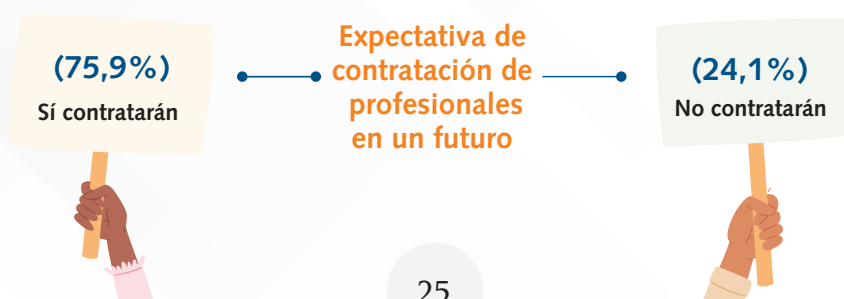 (75,9%)
Sí contratarán
Expectativa de
contratación de
profesionales
en un futuro
(24,1%)
No contratarán
25